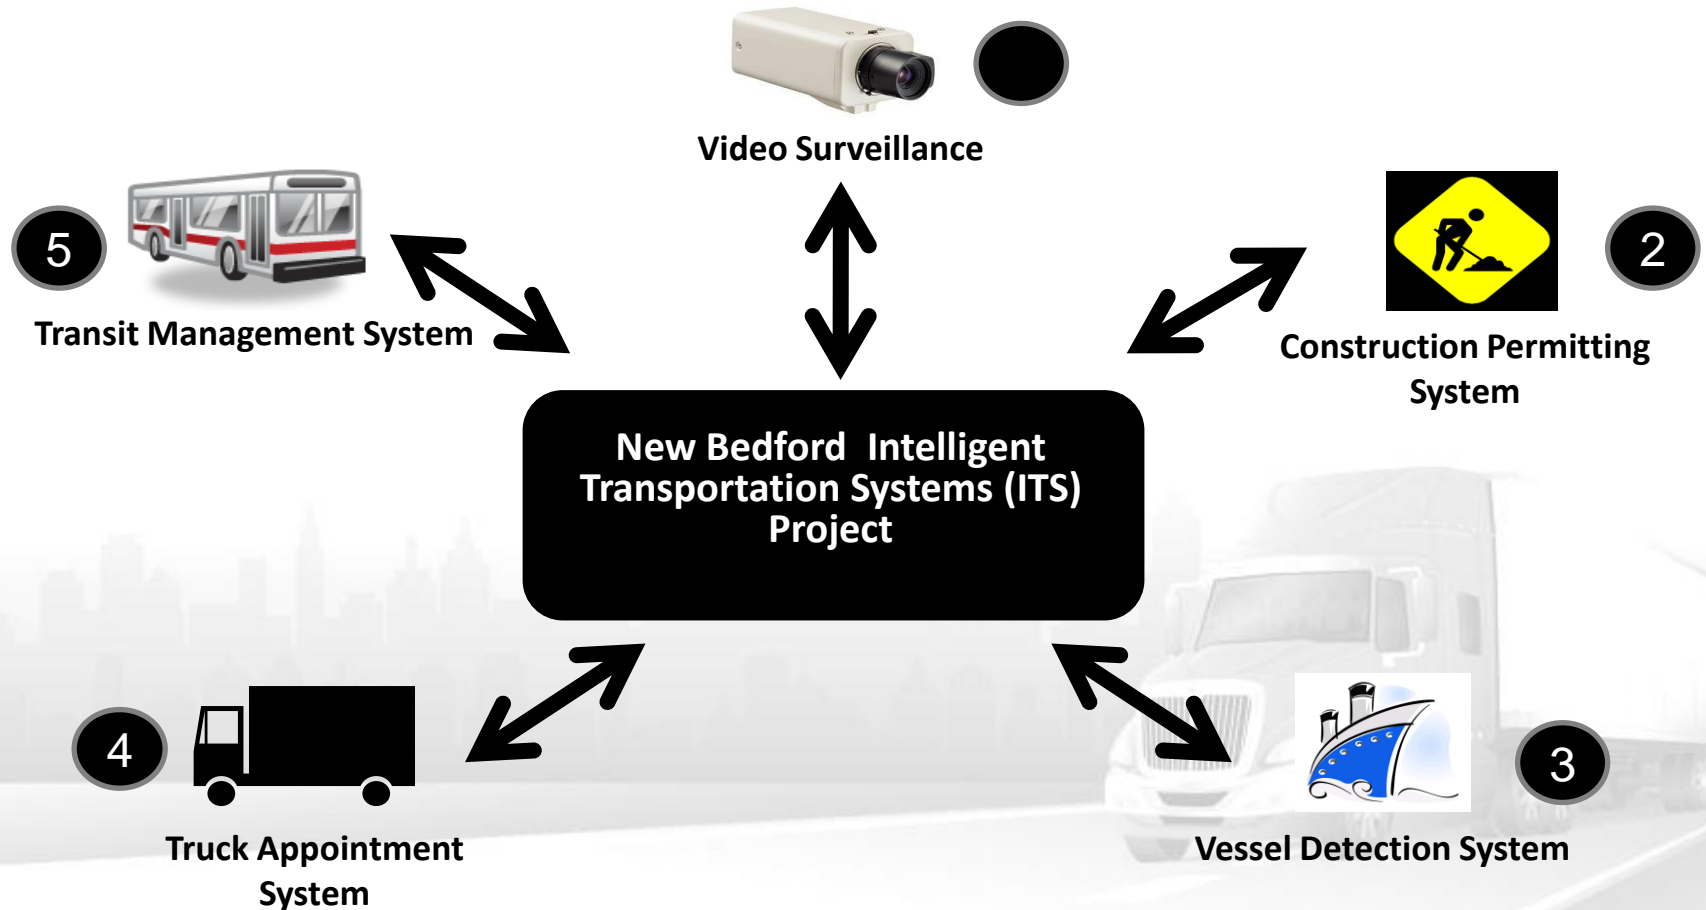 Video Surveillance
5
Transit Management System
2
Construction Permitting
System
New Bedford  Intelligent
Transportation Systems (ITS)
Project
4
Truck Appointment
System
3
Vessel Detection System